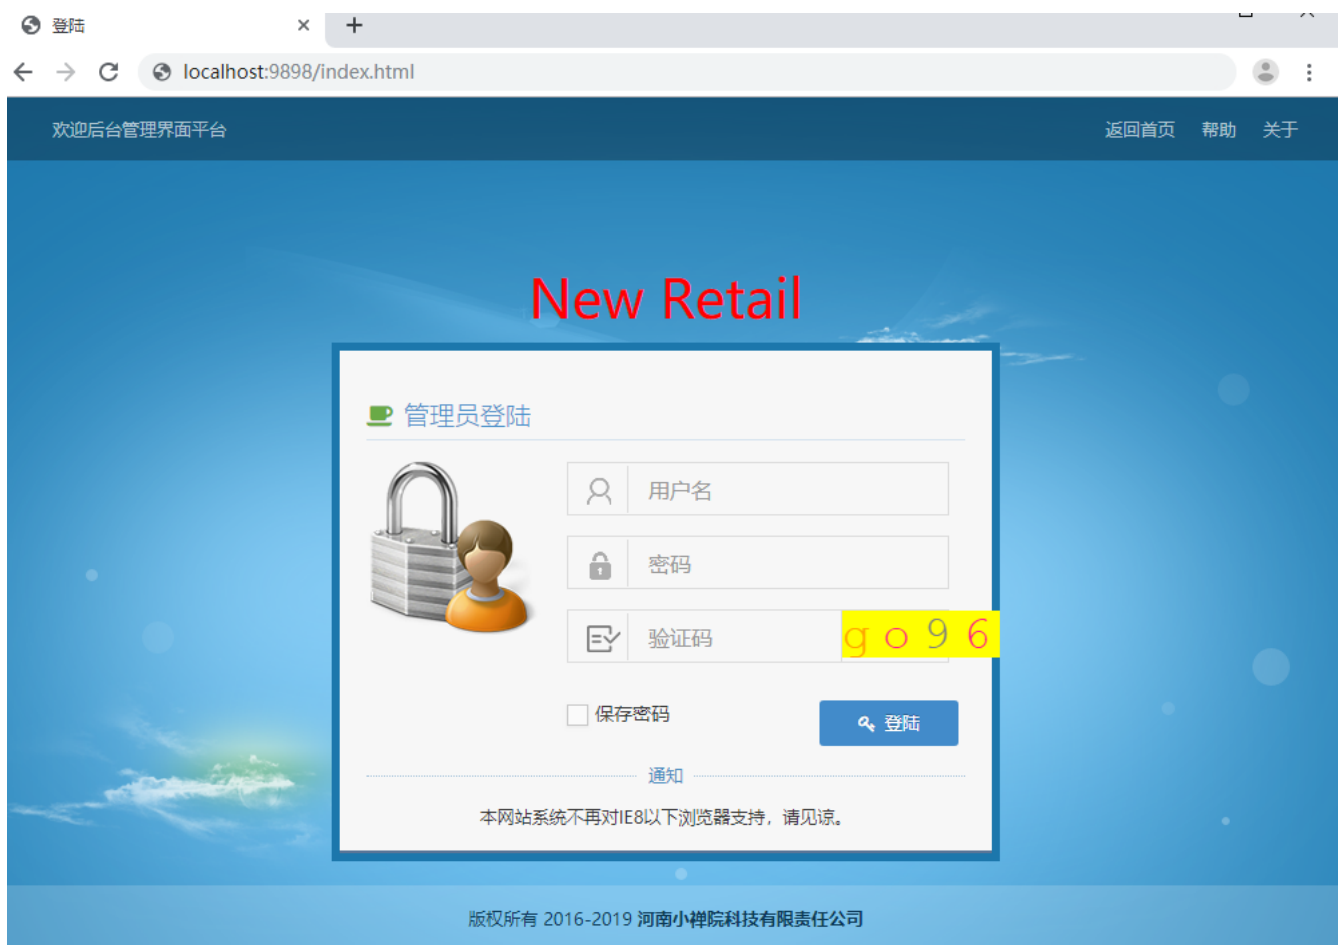 登陆
localhost:9898/index.html
欢迎后台管理界面平台
返回首页 帮助 关于
New Retail
管理员登陆
用户名
密码
验证码 go96
保存密码 登陆
通知
本网站系统不再对IE8以下浏览器支持，请见谅。
版权所有 2016-2019 河南小禅院科技有限责任公司